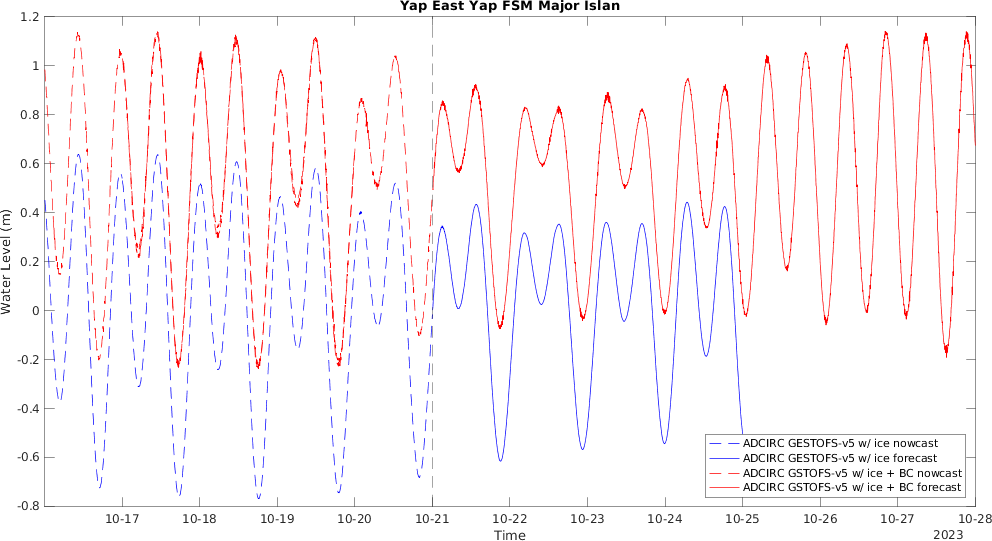 Yap East Yap FSM Major Islan
1.2
1
0.8
0.6
0.4
0.2
0
-0.2
-0.4
-0.6
-0.8
Water Level (m)
ADCIRC GESTOFS-v5 w/ ice nowcast
ADCIRC GESTOFS-v5 w/ ice forecast
ADCIRC GSTOFS-v5 w/ ice + BC nowcast
ADCIRC GSTOFS-v5 w/ ice + BC forecast
10-17 10-18 10-19 10-20 10-21 10-22 10-23 10-24 10-25 10-26 10-27 10-28
Time
2023